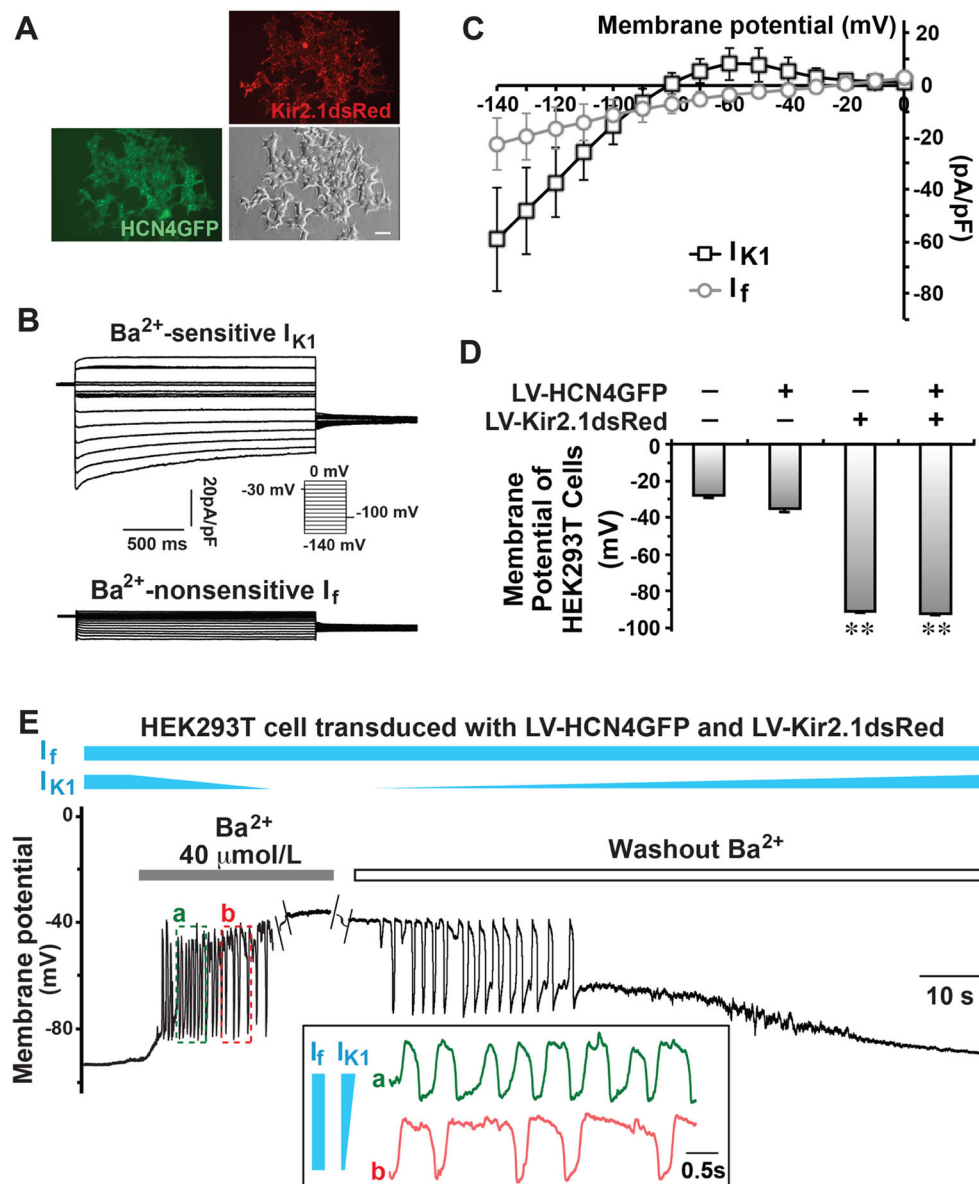 A
Kir2.1dsRed
HCN4GFP
B
Ba2+-sensitive IK1
0 mV
-30 mV
-100 mV
-140 mV
20pA/pF
500 ms
Ba2+-nonsensitive If
C
Membrane potential (mV)
20
0
-20
-40
-60
-80
-140
-120
-100
-80
-60
-40
-20
0
(pA/pF)
IK1
If
D
LV-HCN4GFP – + – +
LV-Kir2.1dsRed – – + +
0
-20
-40
-60
-80
-100
Membrane
Potential of
HEK293T Cells
(mV)
** **
E
HEK293T cell transduced with LV-HCN4GFP and LV-Kir2.1dsRed
If
IK1
0
-40
-80
Membrane potential
(mV)
Ba2+
40 μmol/L
Washout Ba2+
a
b
10 s
If IK1
a
b
0.5s